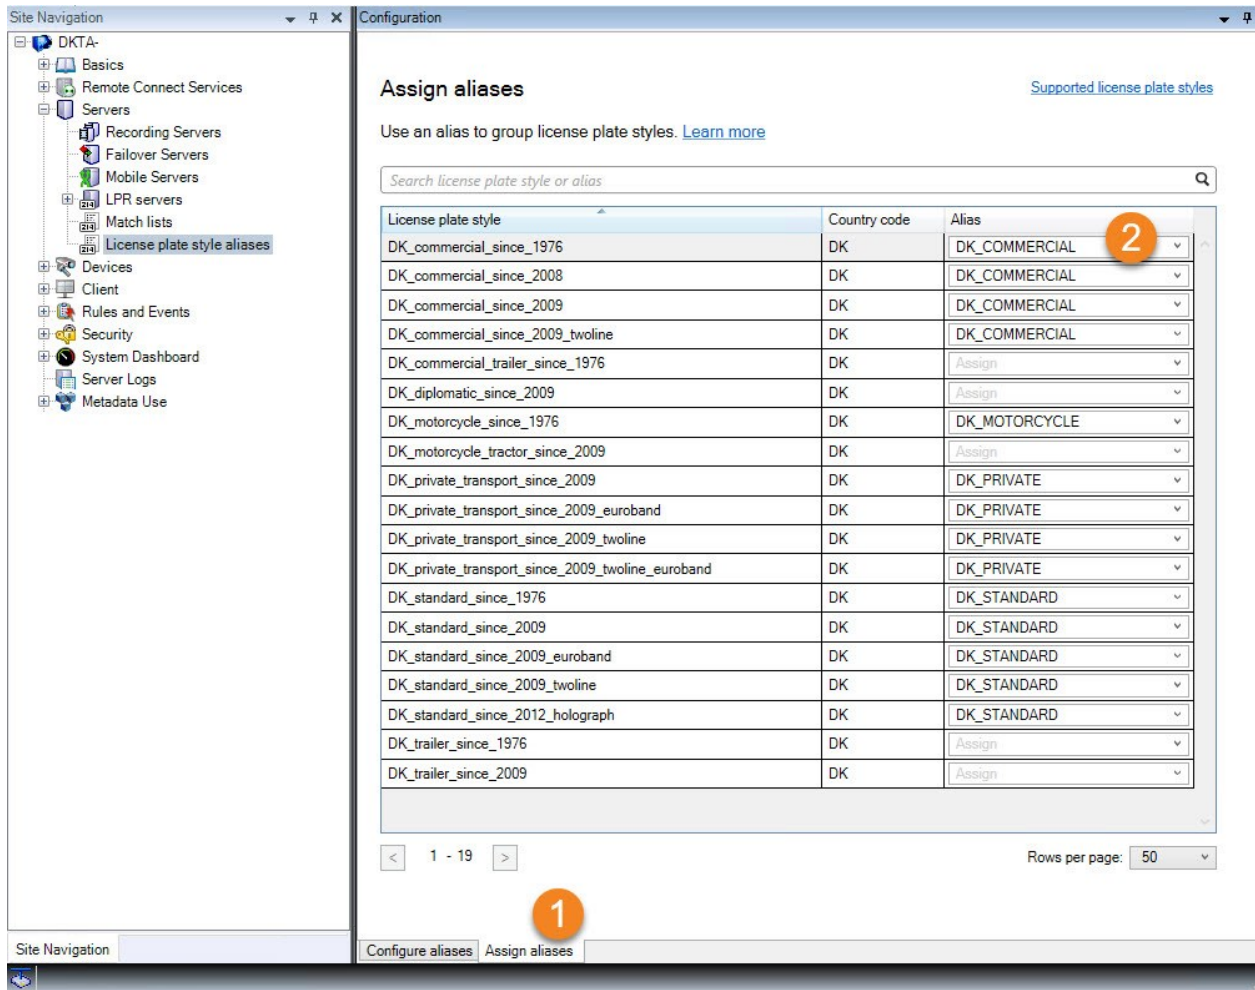 Site Navigation
DKTA-
Basics
Remote Connect Services
Servers
Recording Servers
Failover Servers
Mobile Servers
LPR servers
Match lists
License plate style aliases
Devices
Client
Rules and Events
Security
System Dashboard
Server Logs
Metadata Use
Site Navigation
Configuration
Assign aliases
Supported license plate styles
Use an alias to group license plate styles. Learn more
Search license plate style or alias
License plate style Country code Alias
2
DK_commercial_since_1976 DK DK_COMMERCIAL
DK_commercial_since_2008 DK DK_COMMERCIAL
DK_commercial_since_2009 DK DK_COMMERCIAL
DK_commercial_since_2009_twoline DK DK_COMMERCIAL
DK_commercial_trailer_since_1976 DK Assign
DK_diplomatic_since_2009 DK Assign
DK_motorcycle_since_1976 DK DK_MOTORCYCLE
DK_motorcycle_tractor_since_2009 DK Assign
DK_private_transport_since_2009 DK DK_PRIVATE
DK_private_transport_since_2009_euroband DK DK_PRIVATE
DK_private_transport_since_2009_twoline DK DK_PRIVATE
DK_private_transport_since_2009_twoline_euroband DK DK_PRIVATE
DK_standard_since_1976 DK DK_STANDARD
DK_standard_since_2009 DK DK_STANDARD
DK_standard_since_2009_euroband DK DK_STANDARD
DK_standard_since_2009_twoline DK DK_STANDARD
DK_standard_since_2012_holograph DK DK_STANDARD
DK_trailer_since_1976 DK Assign
DK_trailer_since_2009 DK Assign
< 1 - 19 >
Rows per page: 50
1
Configure aliases Assign aliases